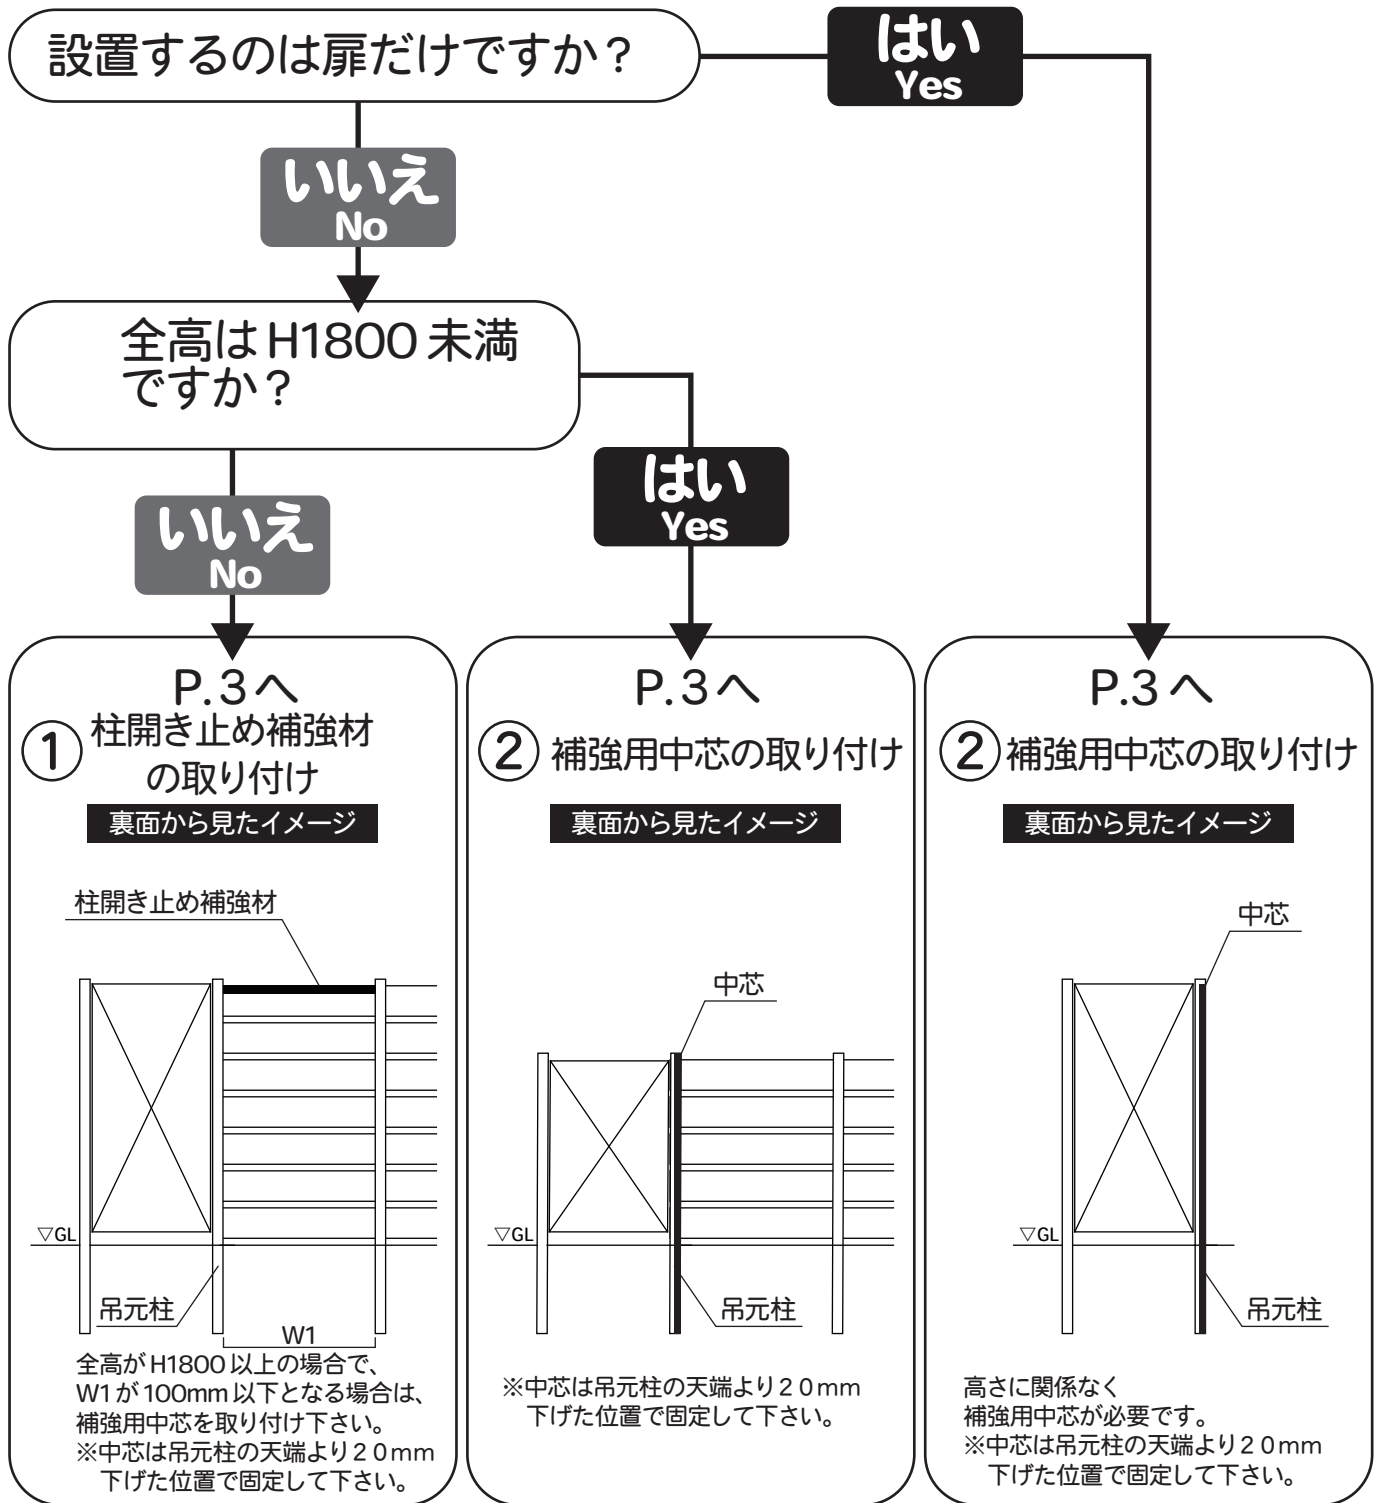 設置するのは扉だけですか？
はい
Yes
いいえ
No
全高はH1800未満
ですか？
はい
Yes
いいえ
No
P.3へ
① 柱開き止め補強材
の取り付け
裏面から見たイメージ
柱開き止め補強材
▽GL
吊元柱
W1
全高がH1800以上の場合で、
W1が100mm以下となる場合は、
補強用中芯を取り付け下さい。
※中芯は吊元柱の天端より20mm
下げた位置で固定して下さい。
P.3へ
② 補強用中芯の取り付け
裏面から見たイメージ
中芯
▽GL
吊元柱
※中芯は吊元柱の天端より20mm
下げた位置で固定して下さい。
P.3へ
② 補強用中芯の取り付け
裏面から見たイメージ
中芯
▽GL
吊元柱
高さに関係なく
補強用中芯が必要です。
※中芯は吊元柱の天端より20mm
下げた位置で固定して下さい。